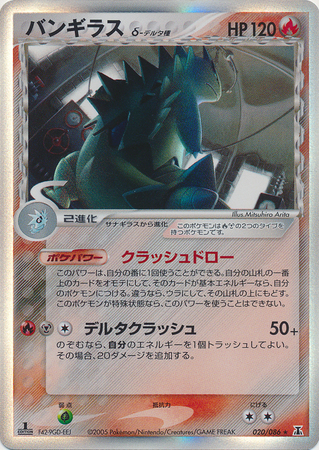 バンギラス δ-デルタ種 HP120
Illus.Mitsuhiro Arita
2進化 サナギラスから進化
このポケモンは🔥🌑の2つのタイプを
持つポケモンです。
ポケパワー クラッシュドロー
このパワーは、自分の番に1回使うことができる。自分の山札の一番
上のカードをオモテにして、そのカードが基本エネルギーなら、自分
のポケモンにつける。違うなら、ウラにして、その山札の上にもどす。
このポケモンが特殊状態なら、このパワーを使うことはできない。
デルタクラッシュ 50+
のぞむなら、自分のエネルギーを1個トラッシュしてよい。
その場合、20ダメージを追加する。
弱点 抵抗力 にげる
1 EDITION F42-9G0-EEJ ©2005 Pokémon/Nintendo/Creatures/GAME FREAK 020/086 ★